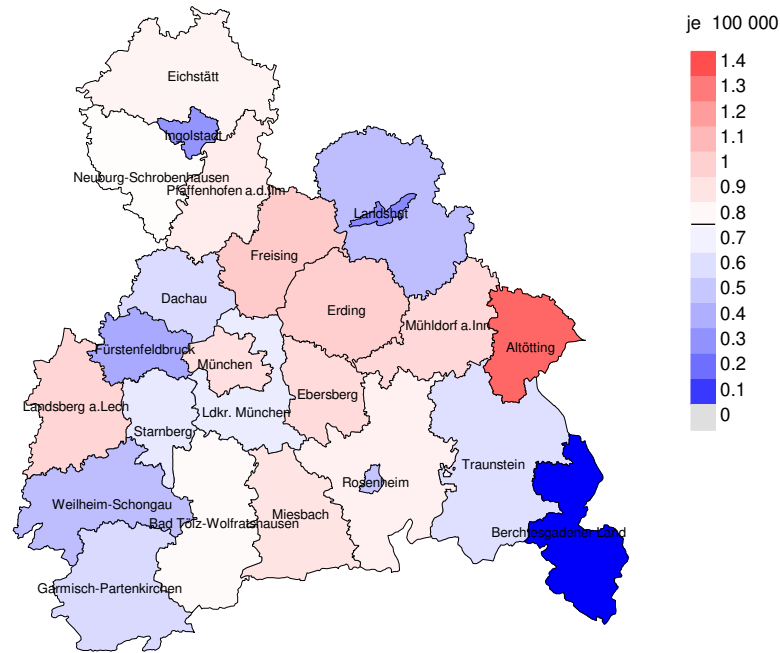 je 100 000
1.4
1.3
1.2
1.1
1
0.9
0.8
0.7
0.6
0.5
0.4
0.3
0.2
0.1
0
Eichstätt
Ingolstadt
Neuburg-Schrobenhausen
Pfaffenhofen a.d.Ilm
Landshut
Freising
Dachau
Erding
Mühldorf a.Inn
Altötting
Fürstenfeldbruck
München
Ebersberg
Landsberg a.Lech
Ldkr. München
Starnberg
Traunstein
Rosenheim
Weilheim-Schongau
Miesbach
Bad Tölz-Wolfratshausen
Berchtesgadener Land
Garmisch-Partenkirchen